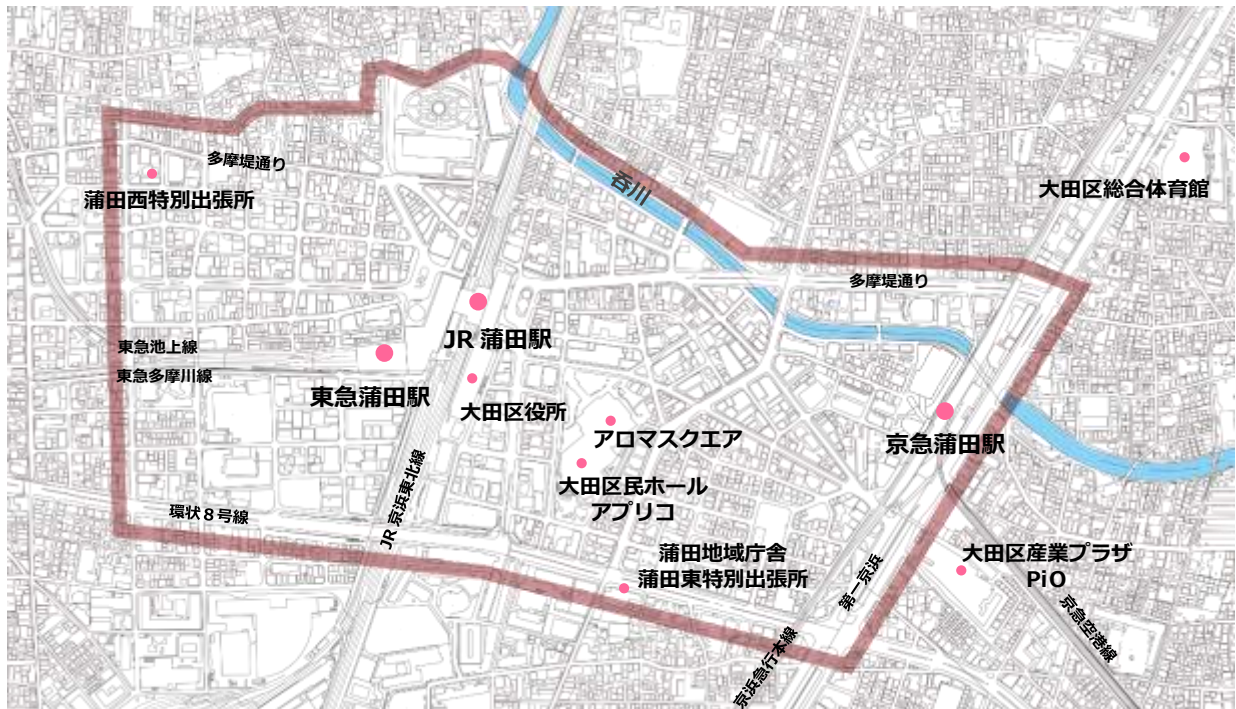 多摩堤通り
蒲田西特別出張所
呑川
大田区総合体育館
多摩堤通り
JR 蒲田駅
東急池上線
東急多摩川線
東急蒲田駅
大田区役所
アロマスクエア
京急蒲田駅
大田区民ホール
アプリコ
環状８号線
JR 京浜東北線
蒲田地域庁舎
蒲田東特別出張所
第一京浜
大田区産業プラザ
PiO
京急空港線
京浜急行本線